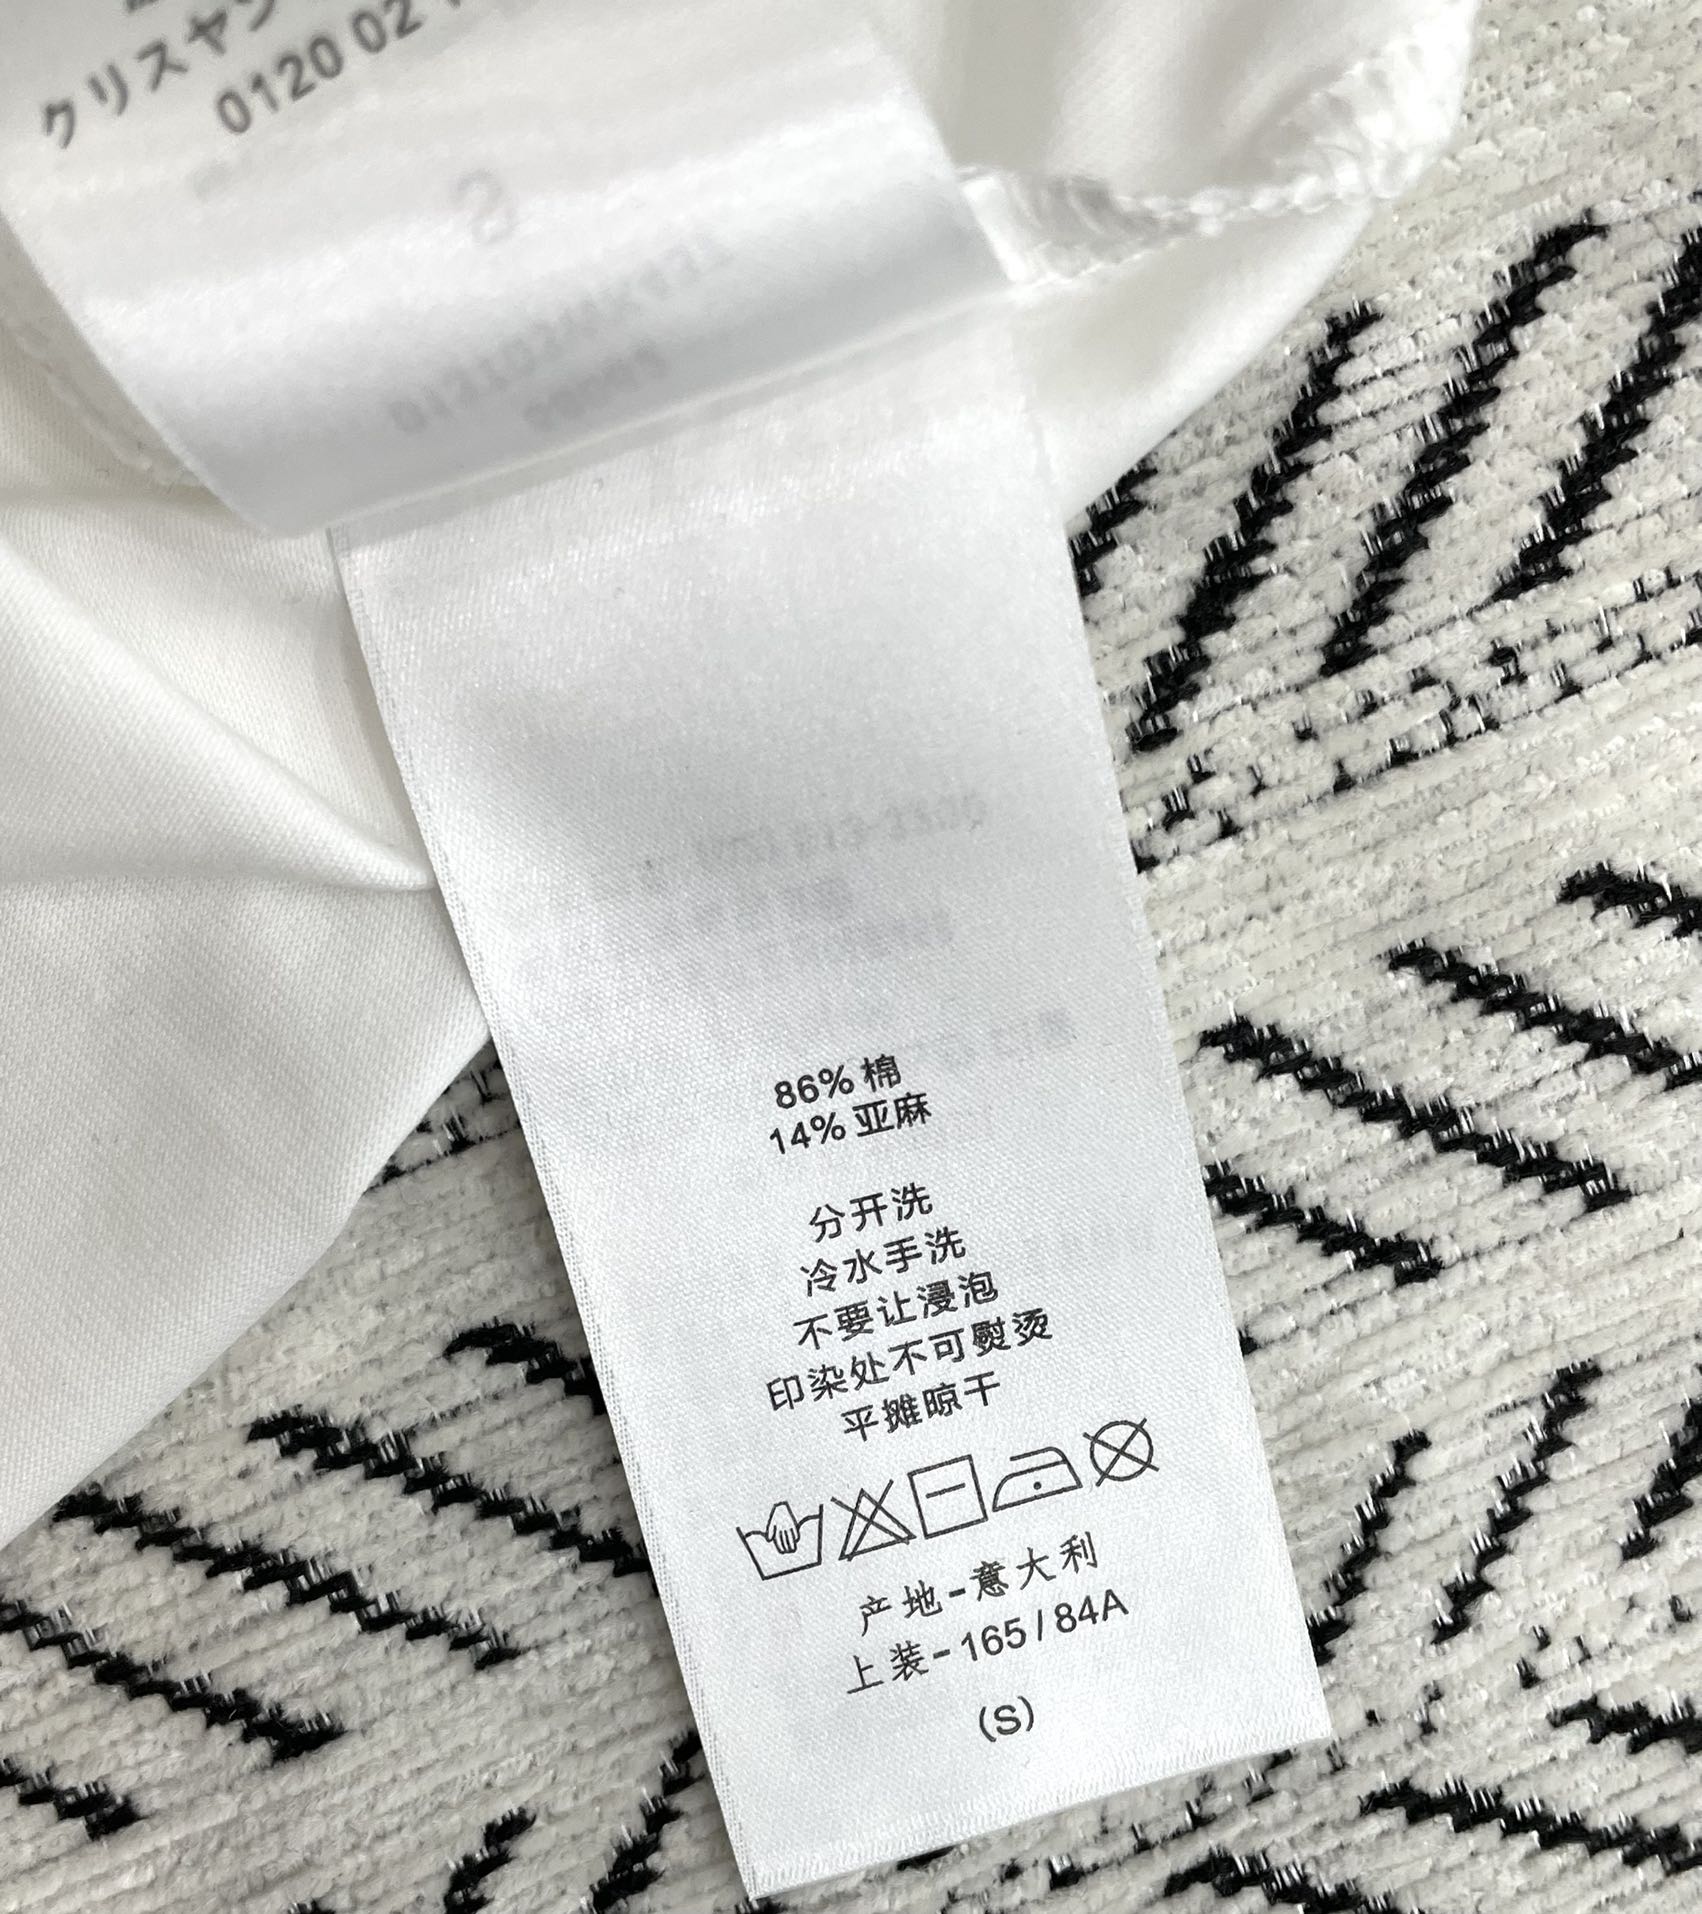 クリスヤン
0120 02
86% 棉
14% 亚麻
分开洗
冷水手洗
不要让浸泡
印染处不可熨烫
平摊晾干
产地-意大利
上装-165/84A
(S)